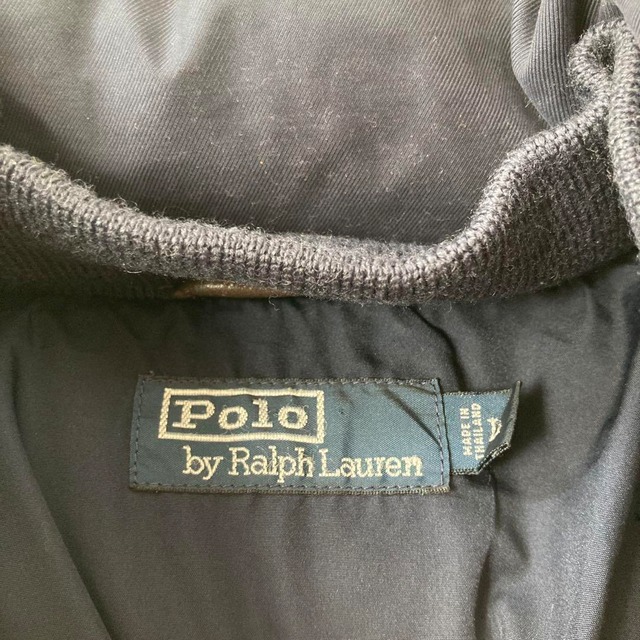 Polo
by Ralph Lauren
MADE IN
THAILAND